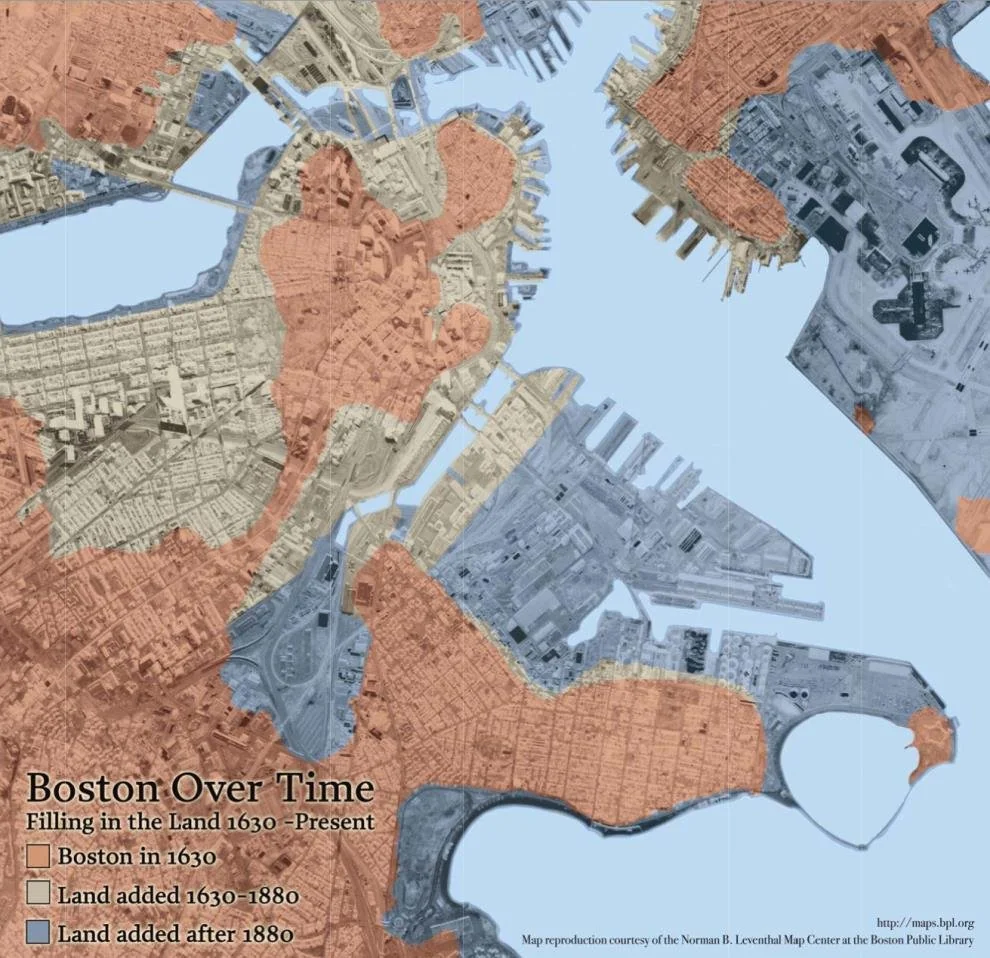 Boston Over Time
Filling in the Land 1630 -Present
Boston in 1630
Land added 1630-1880
Land added after 1880
http://maps.bpl.org
Map reproduction courtesy of the Norman B. Leventhal Map Center at the Boston Public Library